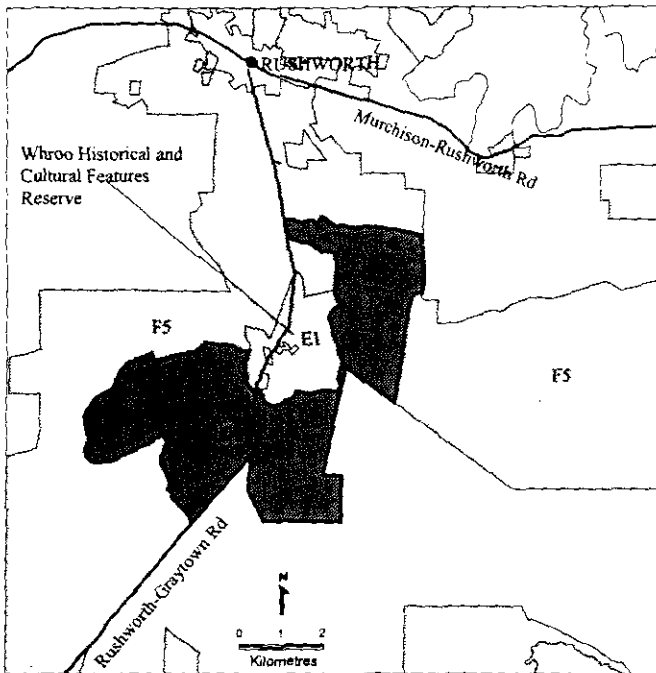 RUSHWORTH
Murchison-Rushworth Rd
Whroo Historical and
Cultural Features
Reserve
F5
E1
F5
Rushworth-Graytown Rd
N
0 1 2
Kilometres